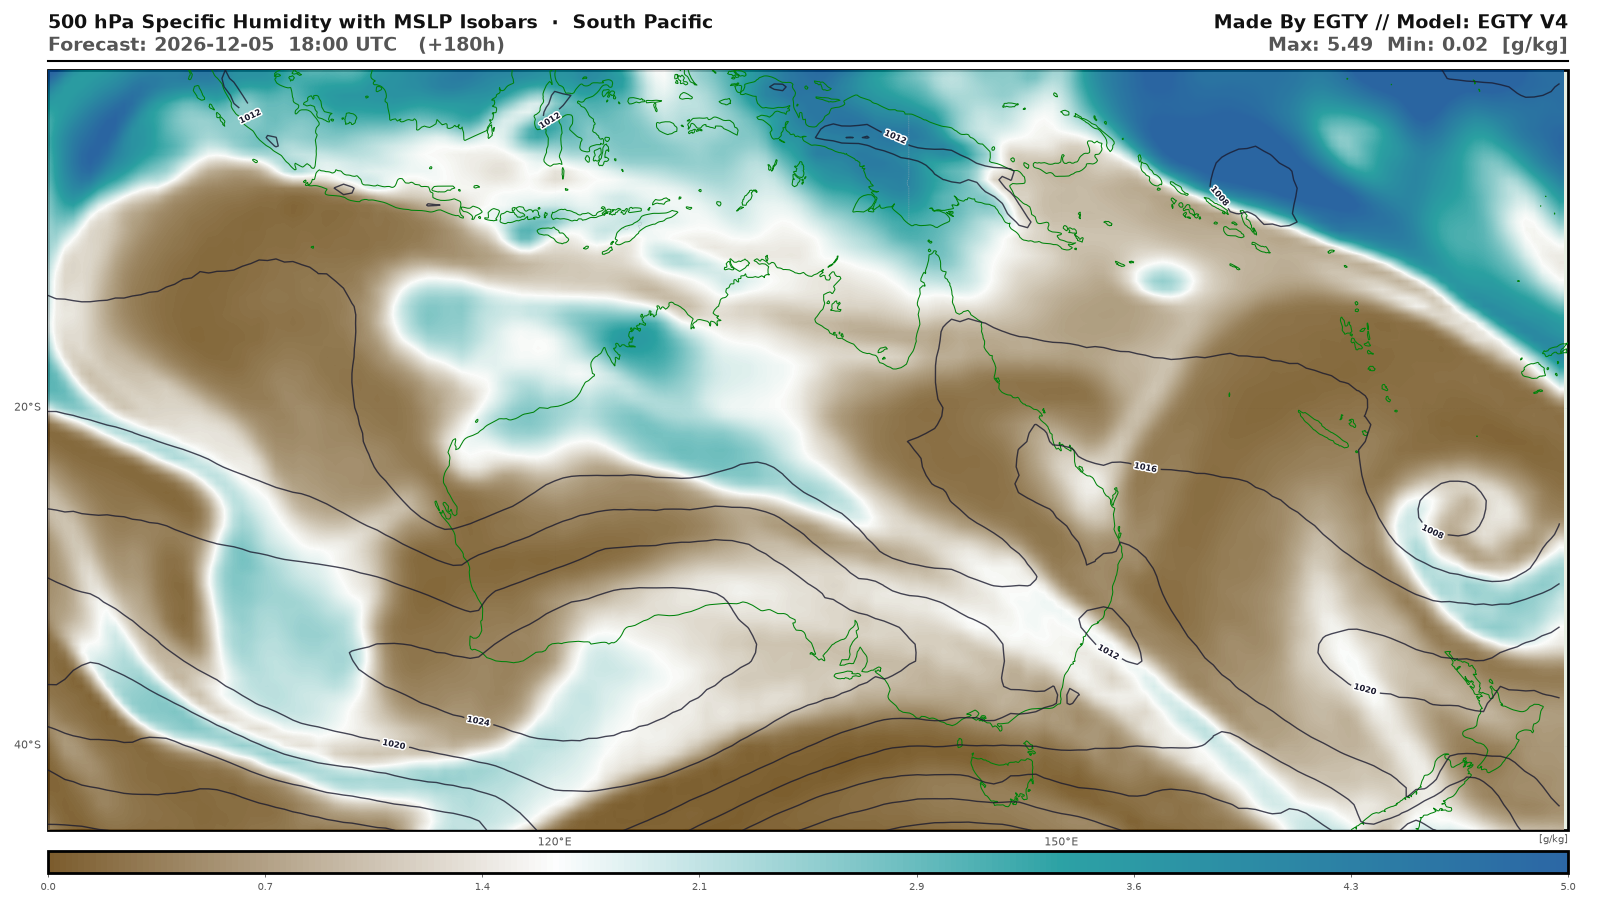 500 hPa Specific Humidity with MSLP Isobars · South Pacific
Made By EGTY // Model: EGTY V4
Forecast: 2026-12-05 18:00 UTC (+180h)
Max: 5.49 Min: 0.02 [g/kg]
1012
1012
1012
1008
20°S
1016
1008
1012
1020
1024
1020
40°S
120°E
150°E
[g/kg]
0.0
0.7
1.4
2.1
2.9
3.6
4.3
5.0